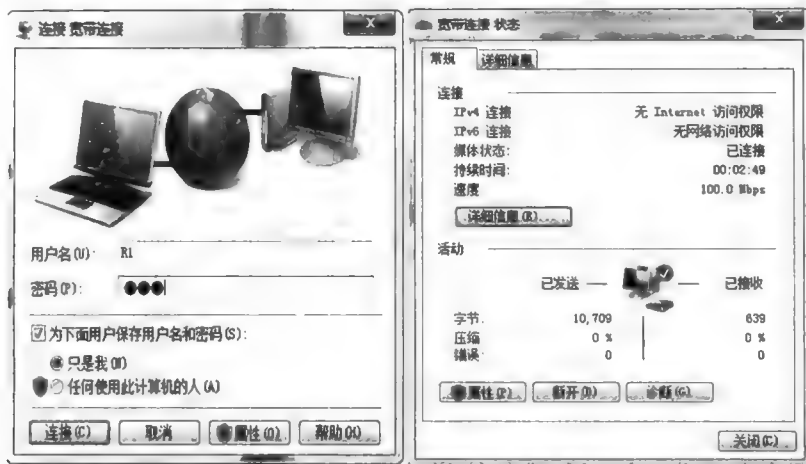 连接 宽带连接
X
用户名(U): R1
密码(P):
为下面用户保存用户名和密码(S):
只是我(N)
任何使用此计算机的人(A)
连接(C) 取消 属性(O) 帮助(H)
宽带连接 状态
X
常规 详细信息
连接
IPv4 连接 无 Internet 访问权限
IPv6 连接 无网络访问权限
媒体状态: 已连接
持续时间: 00:02:49
速度 100.0 Mbps
详细信息(R)...
活动
已发送 — — 已接收
字节: 10,709 639
压缩 0 % 0 %
错误: 0 0
属性(P) 断开(D) 诊断(G)
关闭(C)